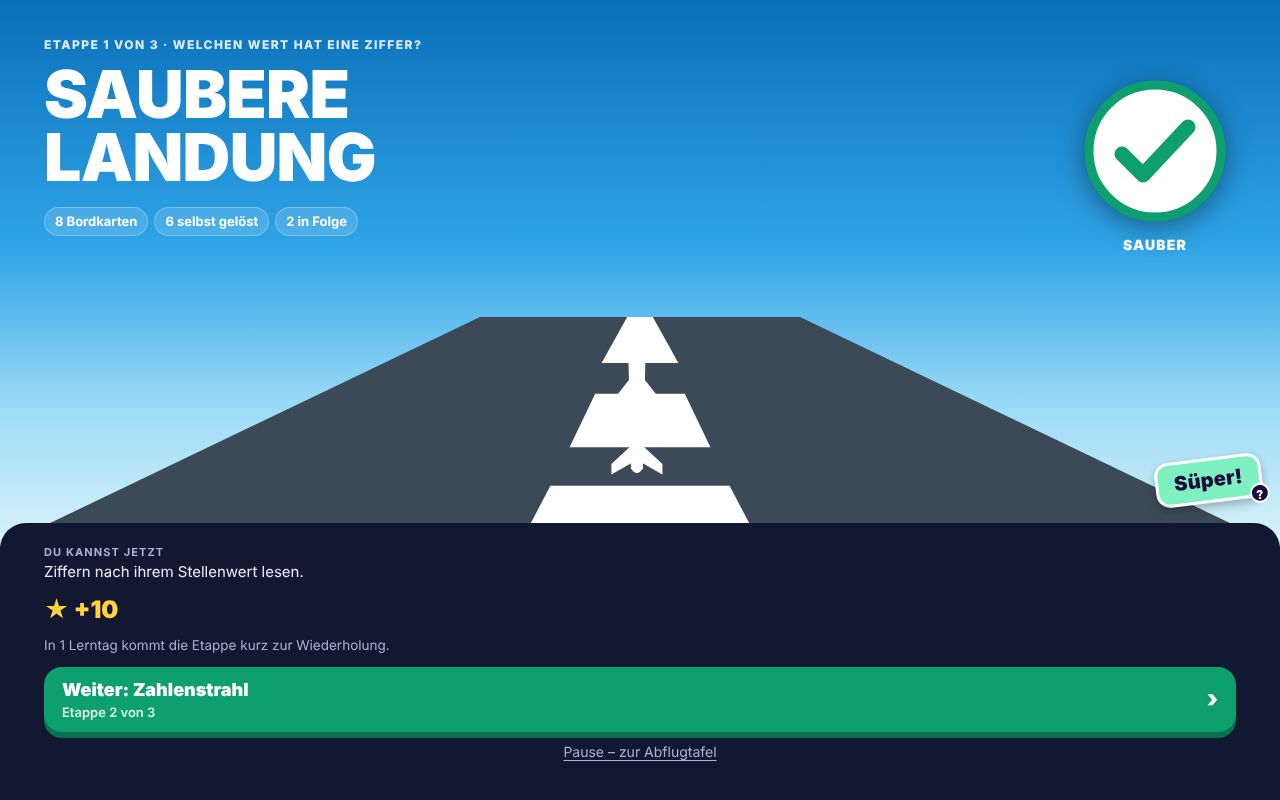 ETAPPE 1 VON 3 · WELCHEN WERT HAT EINE ZIFFER?
SAUBERE
LANDUNG
8 Bordkarten
6 selbst gelöst
2 in Folge
SAUBER
Süper!
?
DU KANNST JETZT
Ziffern nach ihrem Stellenwert lesen.
★ +10
In 1 Lerntag kommt die Etappe kurz zur Wiederholung.
Weiter: Zahlenstrahl
Etappe 2 von 3
›
Pause – zur Abflugtafel